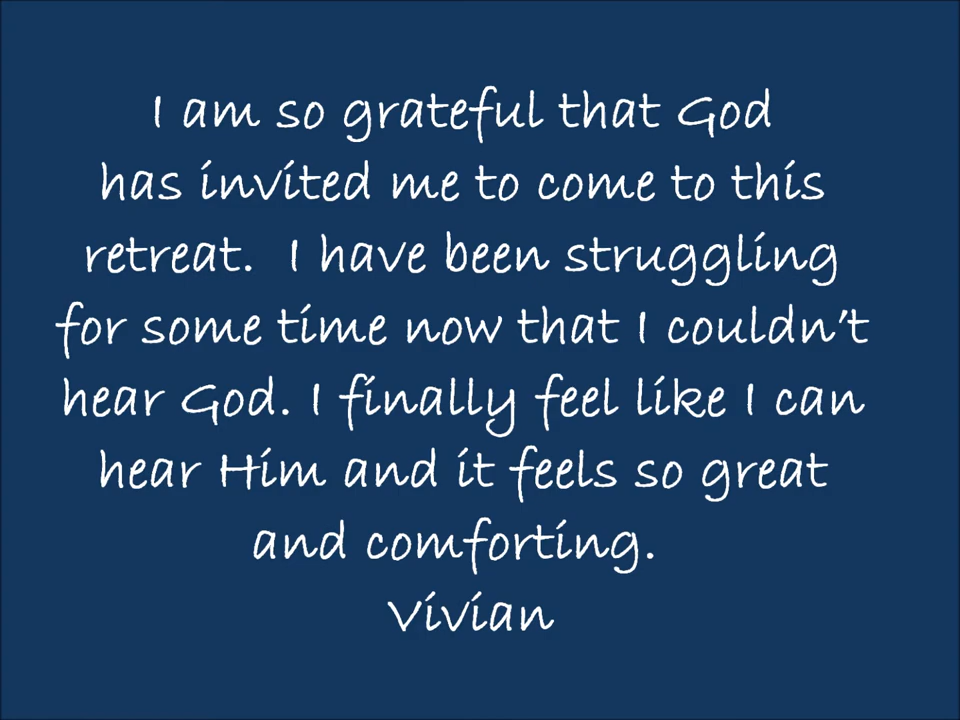 I am so grateful that God
has invited me to come to this
retreat.  I have been struggling
for some time now that I couldn’t
hear God. I finally feel like I can
hear Him and it feels so great
and comforting.
Vivian